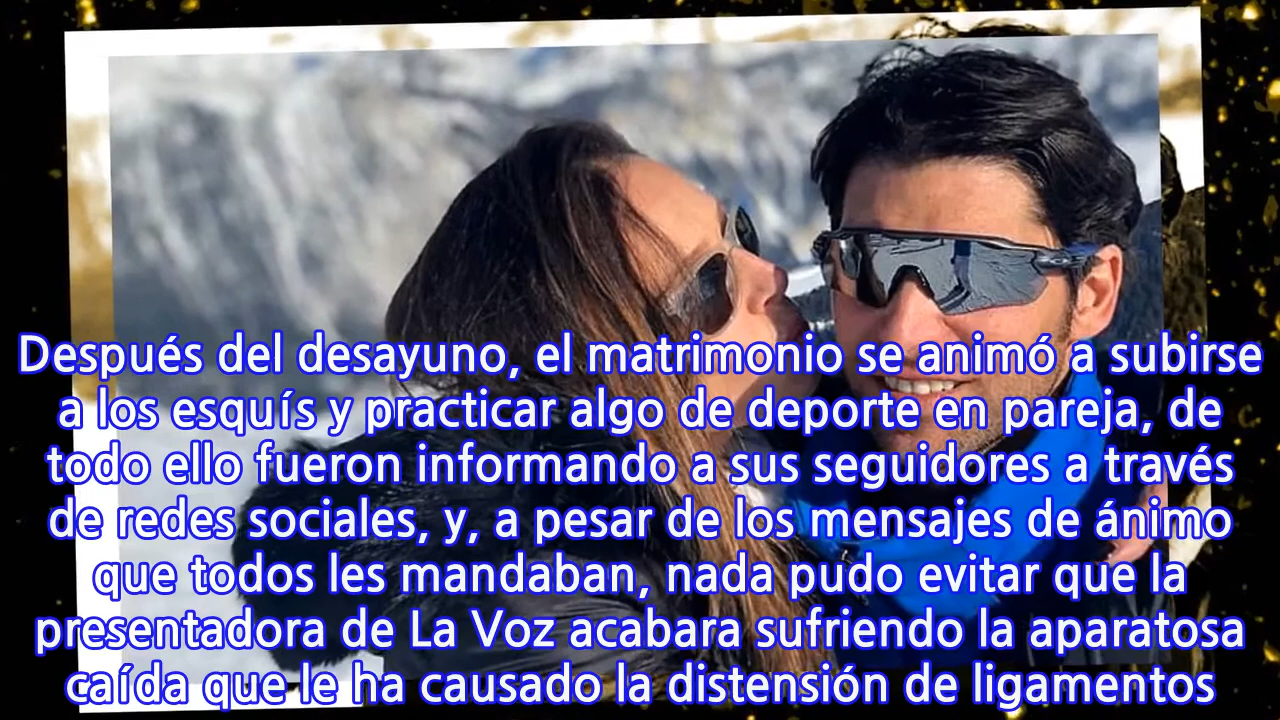 Después del desayuno, el matrimonio se animó a subirse
a los esquís y practicar algo de deporte en pareja, de
todo ello fueron informando a sus seguidores a través
de redes sociales, y, a pesar de los mensajes de ánimo
que todos les mandaban, nada pudo evitar que la
presentadora de La Voz acabara sufriendo la aparatosa
caída que le ha causado la distensión de ligamentos